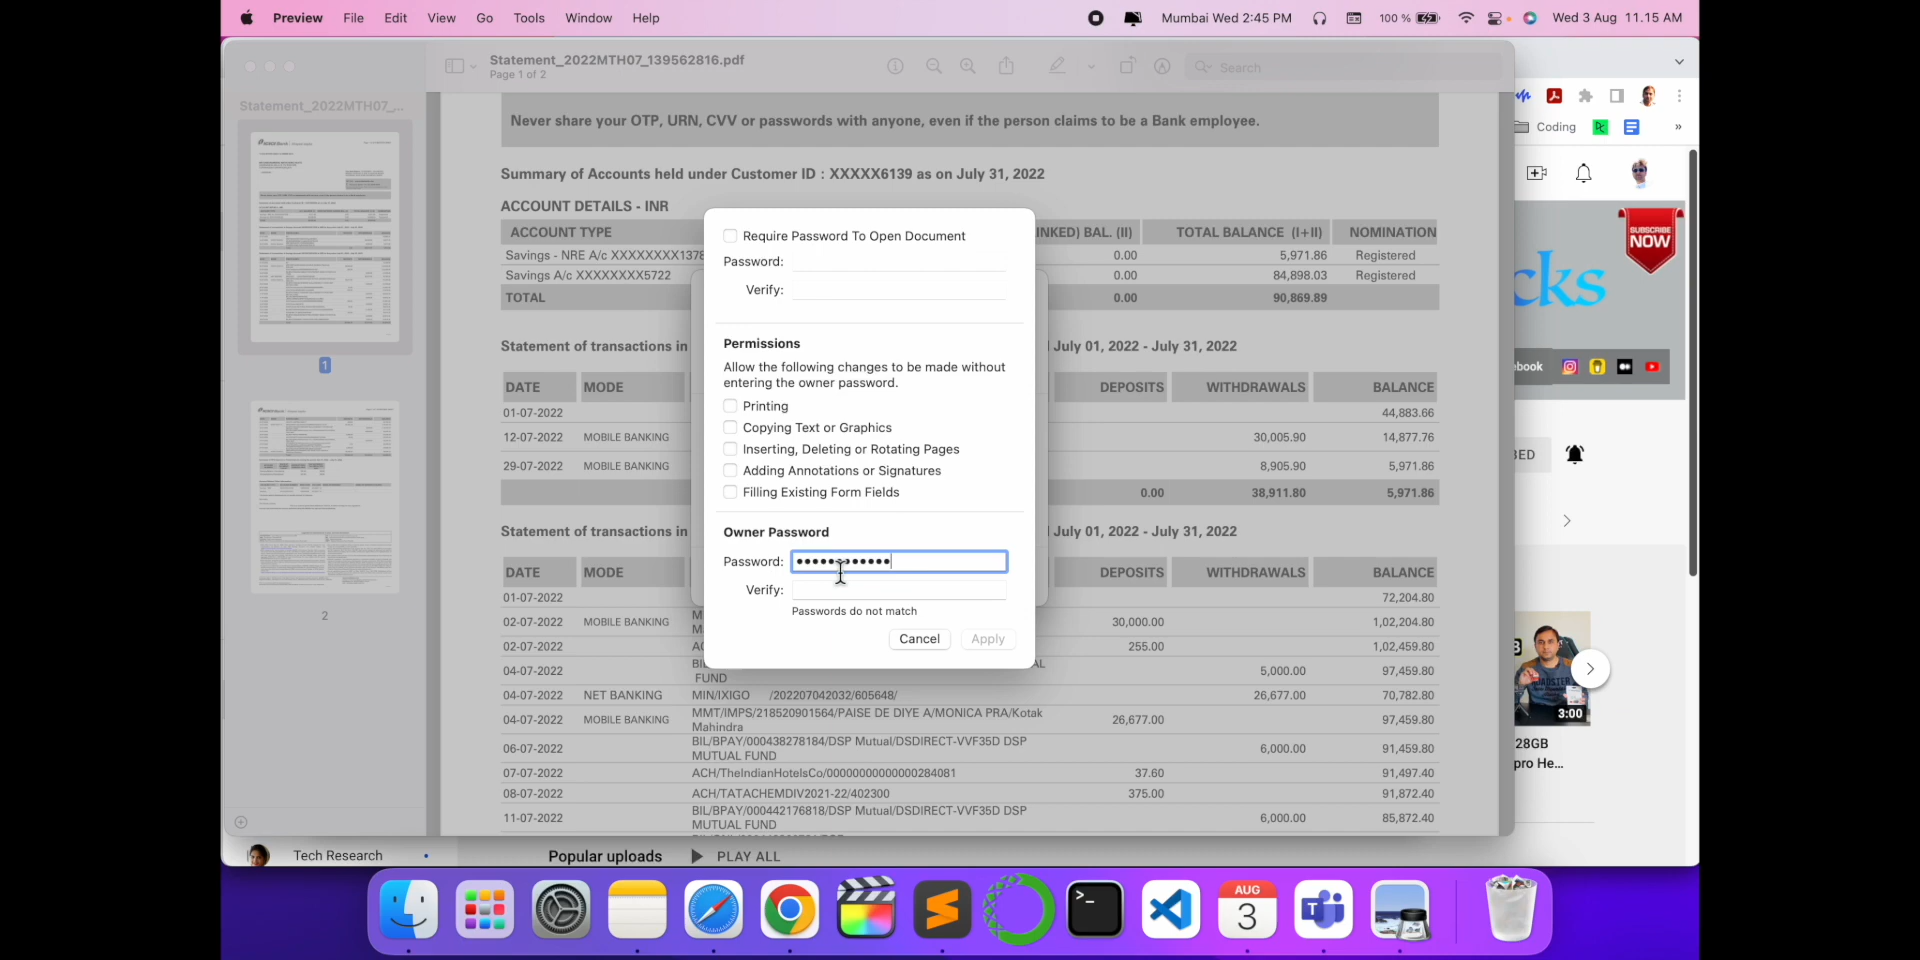 Preview File Edit View Go Tools Window Help Mumbai Wed 2:45 PM 100 % Wed 3 Aug 11.15 AM
Statement_2022MTH07_139562816.pdf
Page 1 of 2
Search
Statement_2022MTH07_...
1
2
Never share your OTP, URN, CVV or passwords with anyone, even if the person claims to be a Bank employee.
Summary of Accounts held under Customer ID : XXXXX6139 as on July 31, 2022
ACCOUNT DETAILS - INR
ACCOUNT TYPE INKED) BAL. (II) TOTAL BALANCE (I+II) NOMINATION
Savings - NRE A/c XXXXXXXX1378 0.00 5,971.86 Registered
Savings A/c XXXXXXXX5722 0.00 84,898.03 Registered
TOTAL 0.00 90,869.89
Statement of transactions in July 01, 2022 - July 31, 2022
DATE MODE DEPOSITS WITHDRAWALS BALANCE
01-07-2022 44,883.66
12-07-2022 MOBILE BANKING 30,005.90 14,877.76
29-07-2022 MOBILE BANKING 8,905.90 5,971.86
0.00 38,911.80 5,971.86
Statement of transactions in July 01, 2022 - July 31, 2022
DATE MODE DEPOSITS WITHDRAWALS BALANCE
01-07-2022 72,204.80
02-07-2022 MOBILE BANKING 30,000.00 1,02,204.80
02-07-2022 255.00 1,02,459.80
04-07-2022 5,000.00 97,459.80
FUND
04-07-2022 NET BANKING MIN/IXIGO /202207042032/605648/ 26,677.00 70,782.80
04-07-2022 MOBILE BANKING MMT/IMPS/218520901564/PAISE DE DIYE A/MONICA PRA/Kotak
Mahindra 26,677.00 97,459.80
06-07-2022 BIL/BPAY/000438278184/DSP Mutual/DSDIRECT-VVF35D DSP
MUTUAL FUND 6,000.00 91,459.80
07-07-2022 ACH/TheIndianHotelsCo/00000000000000284081 37.60 91,497.40
08-07-2022 ACH/TATACHEMDIV2021-22/402300 375.00 91,872.40
11-07-2022 BIL/BPAY/000442176818/DSP Mutual/DSDIRECT-VVF35D DSP
MUTUAL FUND 6,000.00 85,872.40
Require Password To Open Document
Password:
Verify:
Permissions
Allow the following changes to be made without
entering the owner password.
Printing
Copying Text or Graphics
Inserting, Deleting or Rotating Pages
Adding Annotations or Signatures
Filling Existing Form Fields
Owner Password
Password: ••••••••••••
Verify:
Passwords do not match
Cancel Apply
Coding
»
SUBSCRIBE
NOW
cks
ebook
BED
3:00
28GB
pro He...
Tech Research
Popular uploads PLAY ALL
AUG
3